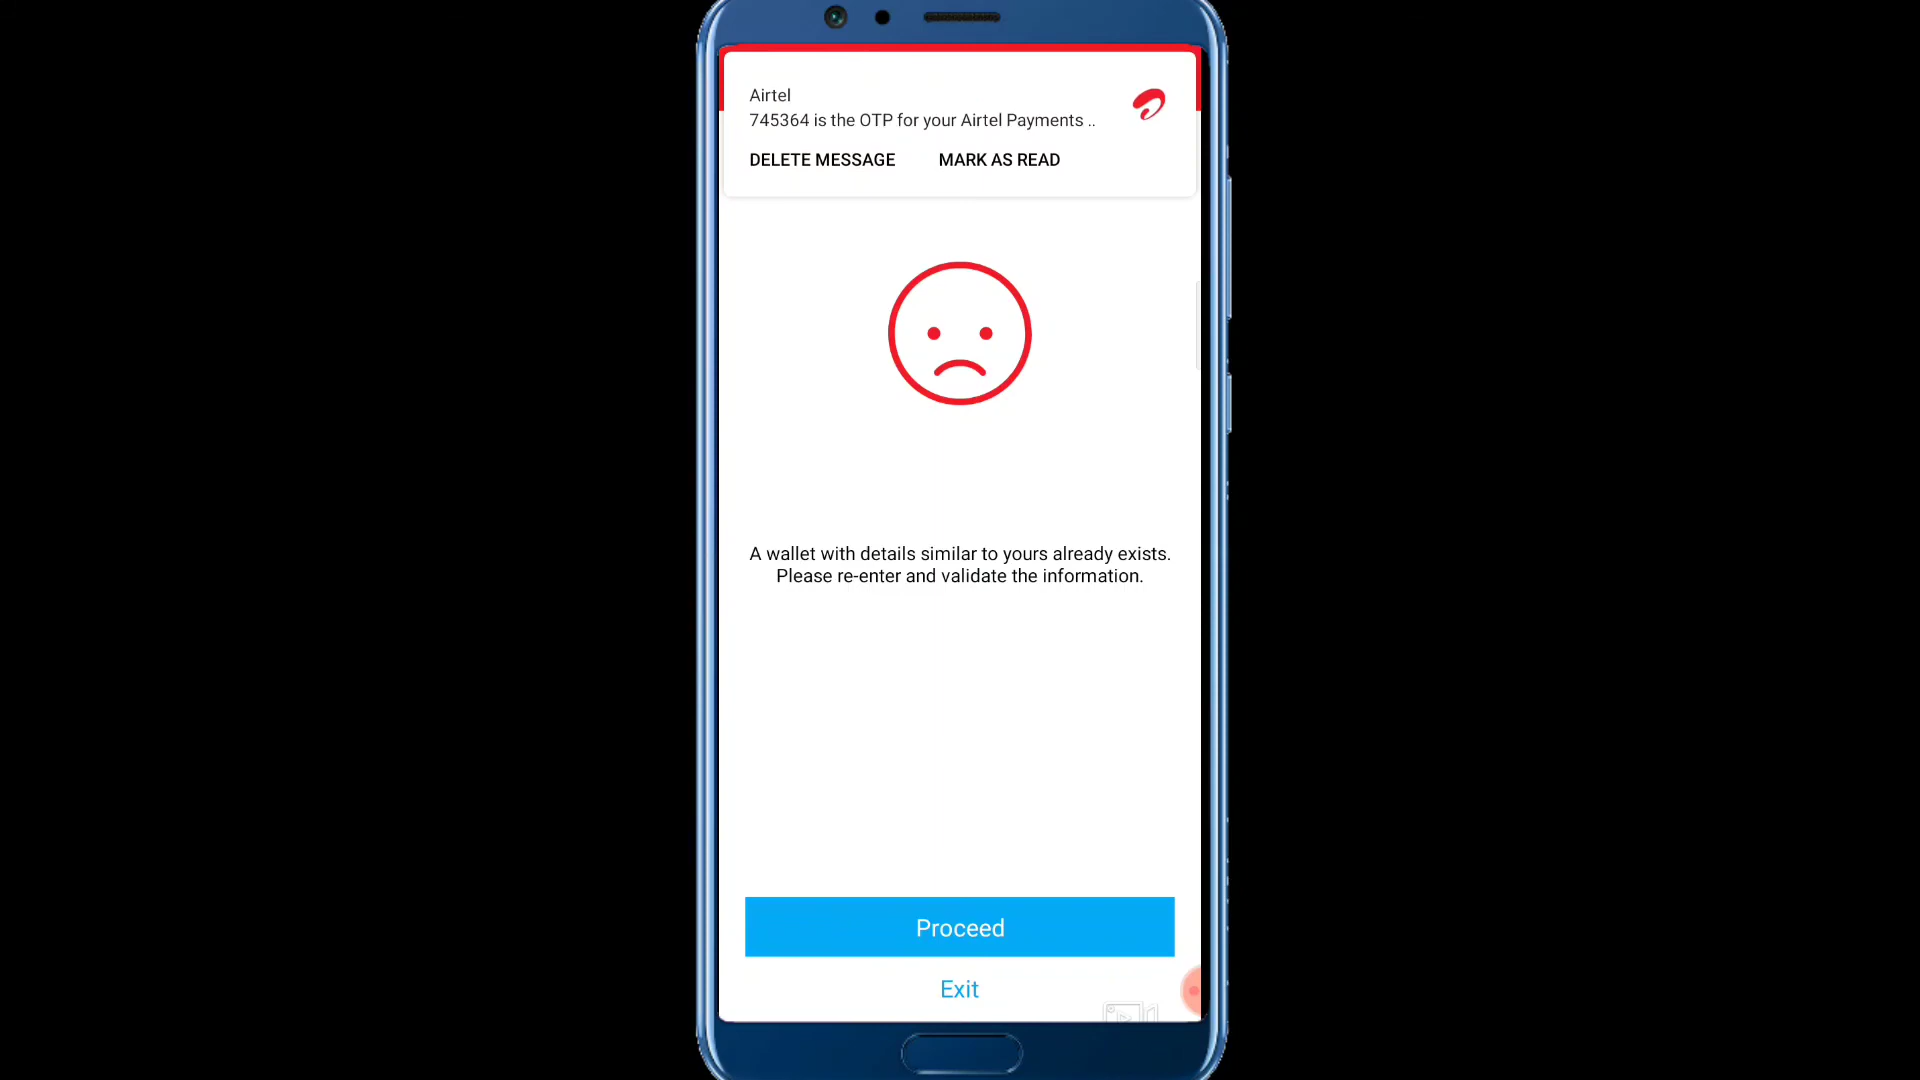 Airtel
745364 is the OTP for your Airtel Payments ..
DELETE MESSAGE MARK AS READ
A wallet with details similar to yours already exists.
Please re-enter and validate the information.
Proceed
Exit